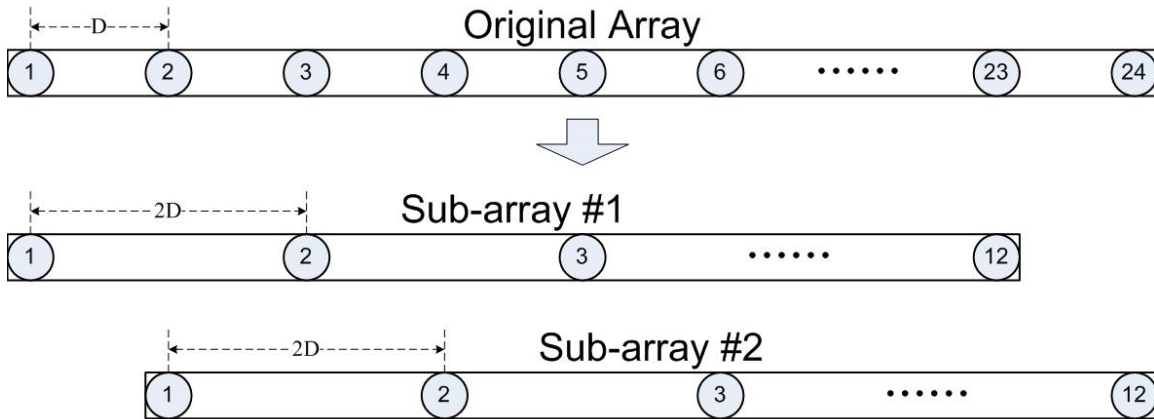 D
Original Array
1 2 3 4 5 6 ...... 23 24
2D
Sub-array #1
1 2 3 ...... 12
2D
Sub-array #2
1 2 3 ...... 12